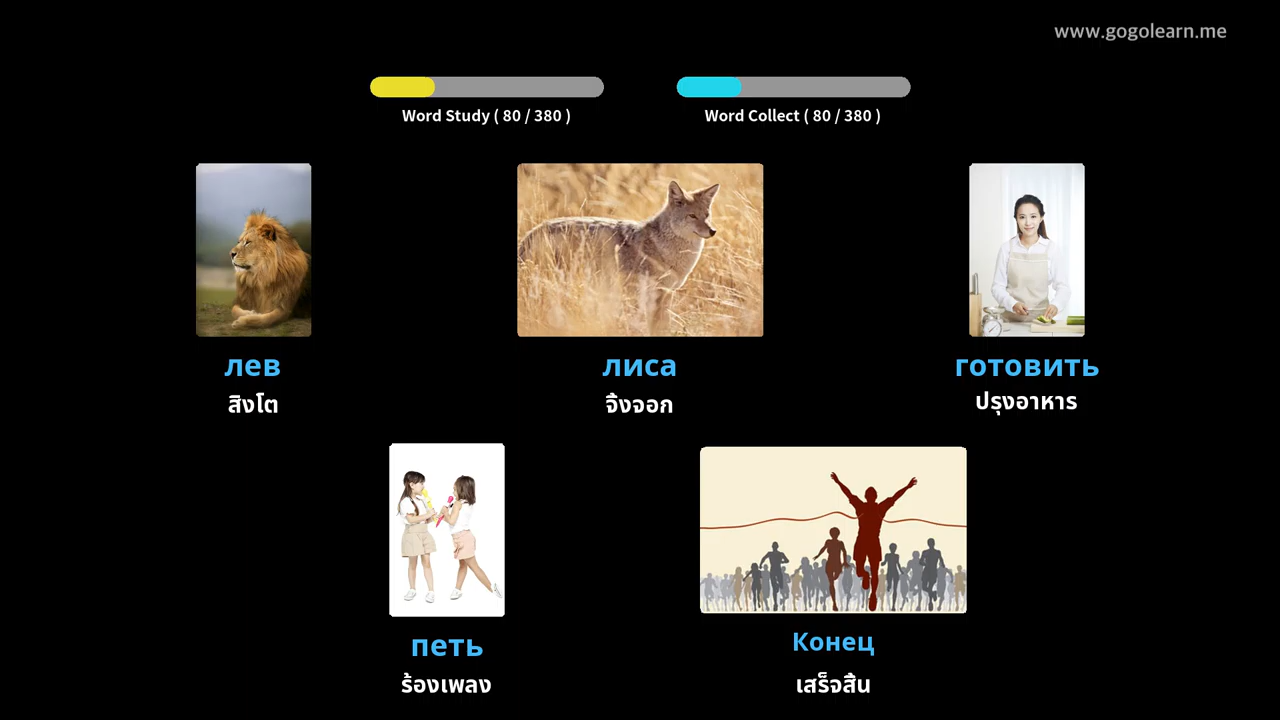 www.gogolearn.me
Word Study ( 80 / 380 )
Word Collect ( 80 / 380 )
лев
лиса
готовить
สิงโต
จิ้งจอก
ปรุงอาหาร
петь
Конец
ร้องเพลง
เสร็จสิ้น